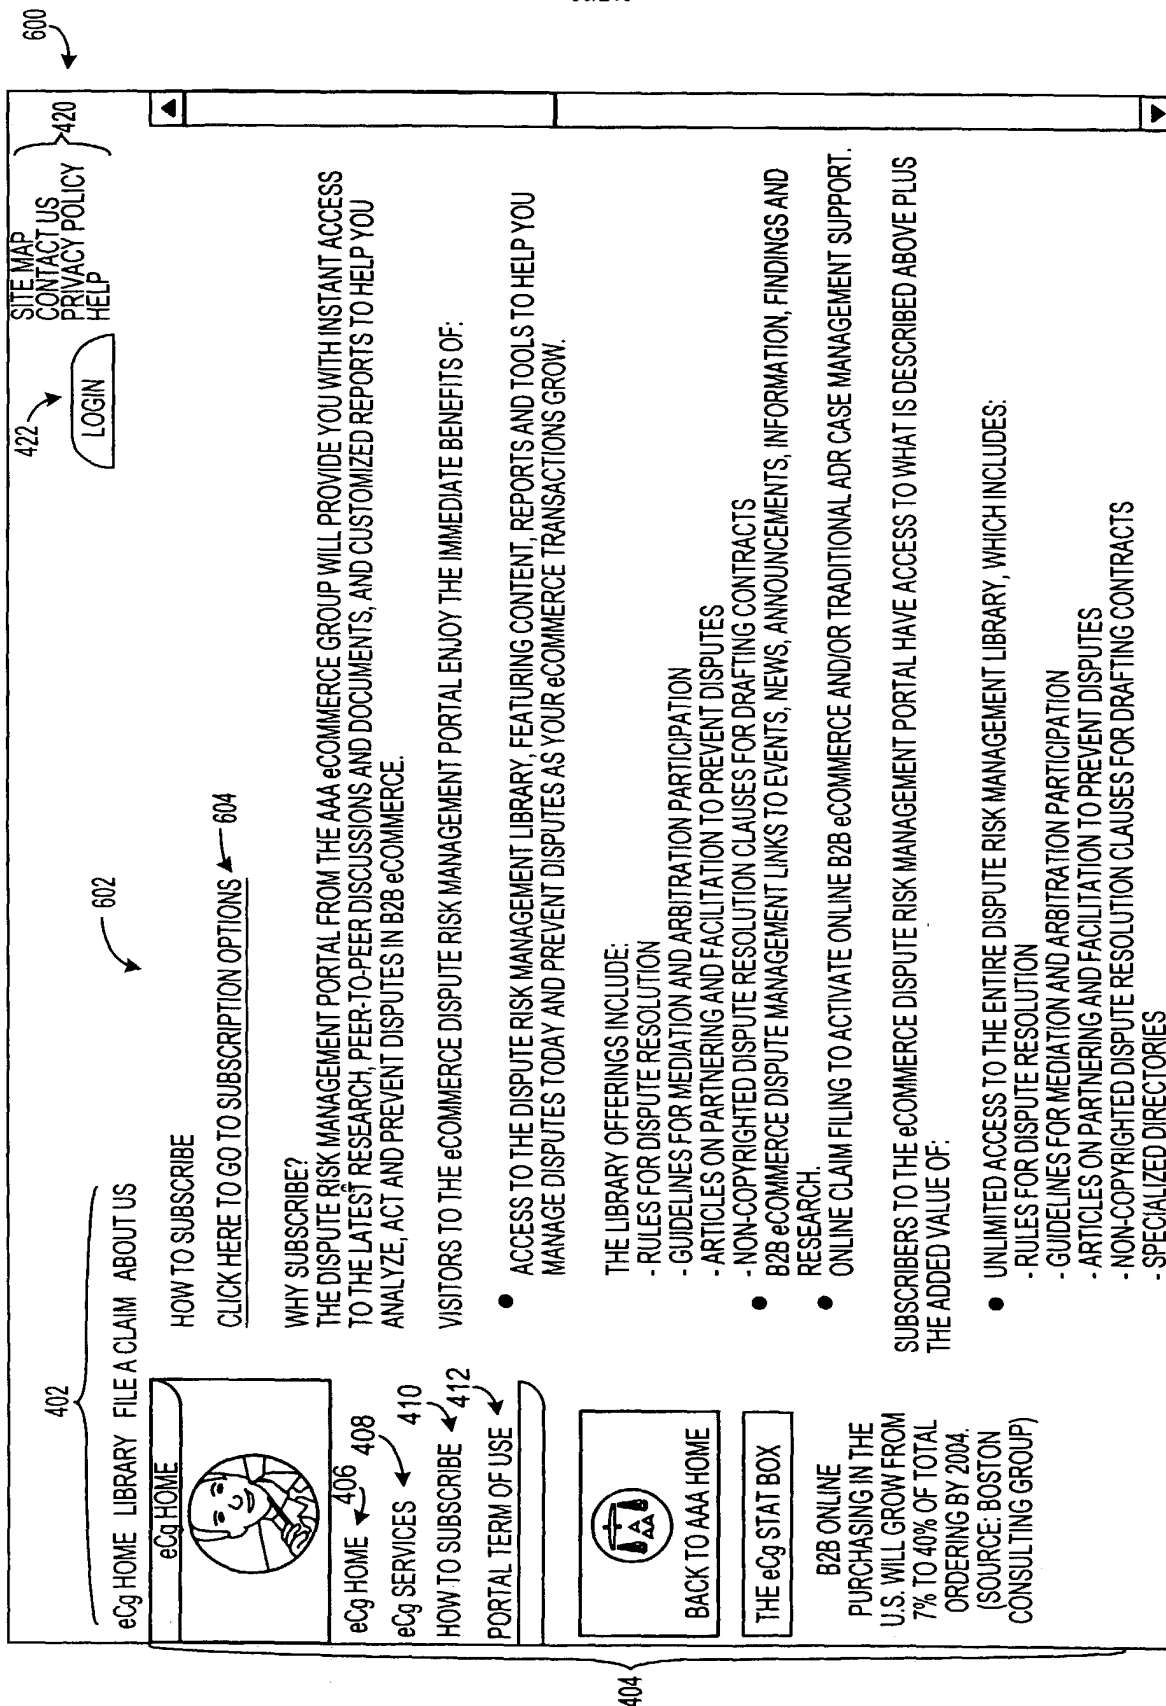 600
SITE MAP
CONTACT US
PRIVACY POLICY
HELP
420
422
LOGIN
402
eCg HOME LIBRARY FILE A CLAIM ABOUT US
eCg HOME
eCg HOME 406
eCg SERVICES 408
HOW TO SUBSCRIBE 410
PORTAL TERM OF USE 412
AAA
BACK TO AAA HOME
THE eCg STAT BOX
B2B ONLINE
PURCHASING IN THE
U.S. WILL GROW FROM
7% TO 40% OF TOTAL
ORDERING BY 2004.
(SOURCE: BOSTON
CONSULTING GROUP)
404
602
HOW TO SUBSCRIBE
CLICK HERE TO GO TO SUBSCRIPTION OPTIONS 604
WHY SUBSCRIBE?
THE DISPUTE RISK MANAGEMENT PORTAL FROM THE AAA eCOMMERCE GROUP WILL PROVIDE YOU WITH INSTANT ACCESS
TO THE LATEST RESEARCH, PEER-TO-PEER DISCUSSIONS AND DOCUMENTS, AND CUSTOMIZED REPORTS TO HELP YOU
ANALYZE, ACT AND PREVENT DISPUTES IN B2B eCOMMERCE.
VISITORS TO THE eCOMMERCE DISPUTE RISK MANAGEMENT PORTAL ENJOY THE IMMEDIATE BENEFITS OF:
● ACCESS TO THE DISPUTE RISK MANAGEMENT LIBRARY, FEATURING CONTENT, REPORTS AND TOOLS TO HELP YOU
MANAGE DISPUTES TODAY AND PREVENT DISPUTES AS YOUR eCOMMERCE TRANSACTIONS GROW.
THE LIBRARY OFFERINGS INCLUDE:
- RULES FOR DISPUTE RESOLUTION
- GUIDELINES FOR MEDIATION AND ARBITRATION PARTICIPATION
- ARTICLES ON PARTNERING AND FACILITATION TO PREVENT DISPUTES
- NON-COPYRIGHTED DISPUTE RESOLUTION CLAUSES FOR DRAFTING CONTRACTS
● B2B eCOMMERCE DISPUTE MANAGEMENT LINKS TO EVENTS, NEWS, ANNOUNCEMENTS, INFORMATION, FINDINGS AND
RESEARCH.
● ONLINE CLAIM FILING TO ACTIVATE ONLINE B2B eCOMMERCE AND/OR TRADITIONAL ADR CASE MANAGEMENT SUPPORT.
SUBSCRIBERS TO THE eCOMMERCE DISPUTE RISK MANAGEMENT PORTAL HAVE ACCESS TO WHAT IS DESCRIBED ABOVE PLUS
THE ADDED VALUE OF:
● UNLIMITED ACCESS TO THE ENTIRE DISPUTE RISK MANAGEMENT LIBRARY, WHICH INCLUDES:
- RULES FOR DISPUTE RESOLUTION
- GUIDELINES FOR MEDIATION AND ARBITRATION PARTICIPATION
- ARTICLES ON PARTNERING AND FACILITATION TO PREVENT DISPUTES
- NON-COPYRIGHTED DISPUTE RESOLUTION CLAUSES FOR DRAFTING CONTRACTS
- SPECIALIZED DIRECTORIES